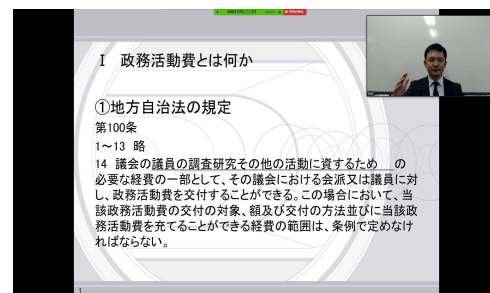 Ⅰ 政務活動費とは何か
①地方自治法の規定
第100条
1～13 略
14 議会の議員の調査研究その他の活動に資するため の
必要な経費の一部として、その議会における会派又は議員に対
し、政務活動費を交付することができる。この場合において、当
該政務活動費の交付の対象、額及び交付の方法並びに当該政
務活動費を充てることができる経費の範囲は、条例で定めなけ
ればならない。
1